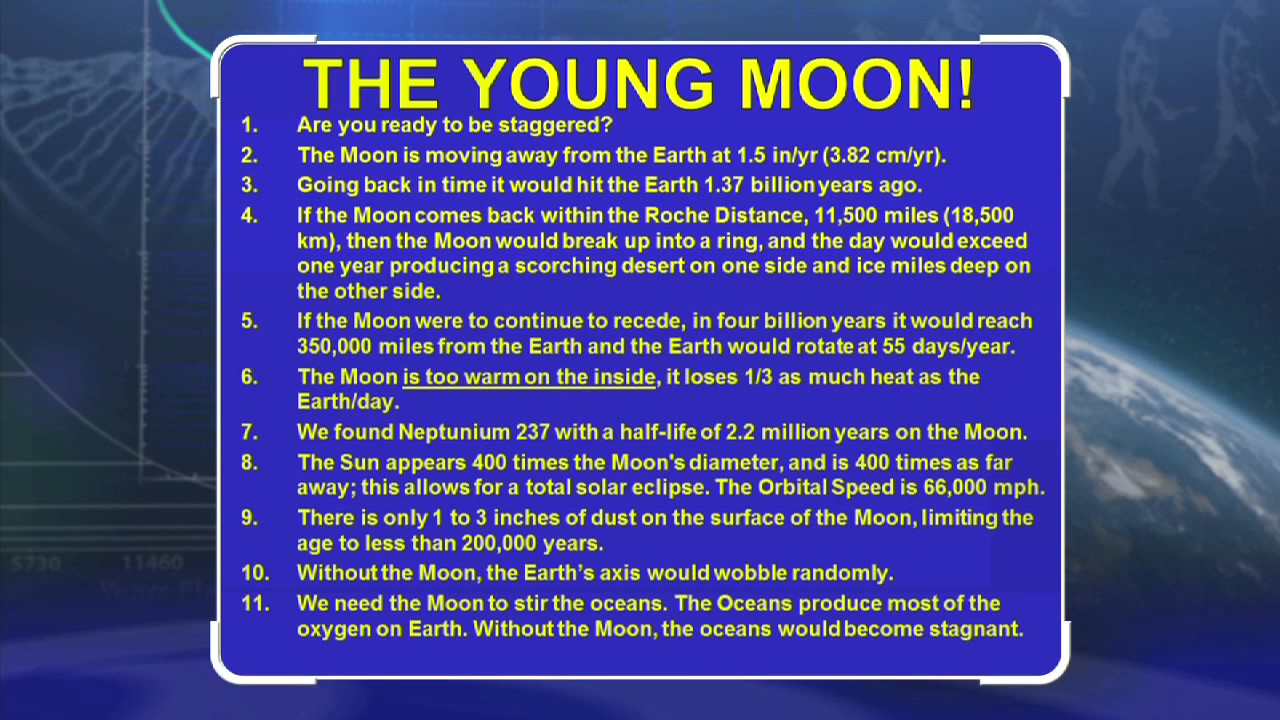 THE YOUNG MOON!
1. Are you ready to be staggered?
2. The Moon is moving away from the Earth at 1.5 in/yr (3.82 cm/yr).
3. Going back in time it would hit the Earth 1.37 billion years ago.
4. If the Moon comes back within the Roche Distance, 11,500 miles (18,500
km), then the Moon would break up into a ring, and the day would exceed
one year producing a scorching desert on one side and ice miles deep on
the other side.
5. If the Moon were to continue to recede, in four billion years it would reach
350,000 miles from the Earth and the Earth would rotate at 55 days/year.
6. The Moon is too warm on the inside, it loses 1/3 as much heat as the
Earth/day.
7. We found Neptunium 237 with a half-life of 2.2 million years on the Moon.
8. The Sun appears 400 times the Moon's diameter, and is 400 times as far
away; this allows for a total solar eclipse. The Orbital Speed is 66,000 mph.
9. There is only 1 to 3 inches of dust on the surface of the Moon, limiting the
age to less than 200,000 years.
10. Without the Moon, the Earth’s axis would wobble randomly.
11. We need the Moon to stir the oceans. The Oceans produce most of the
oxygen on Earth. Without the Moon, the oceans would become stagnant.
5730 11460